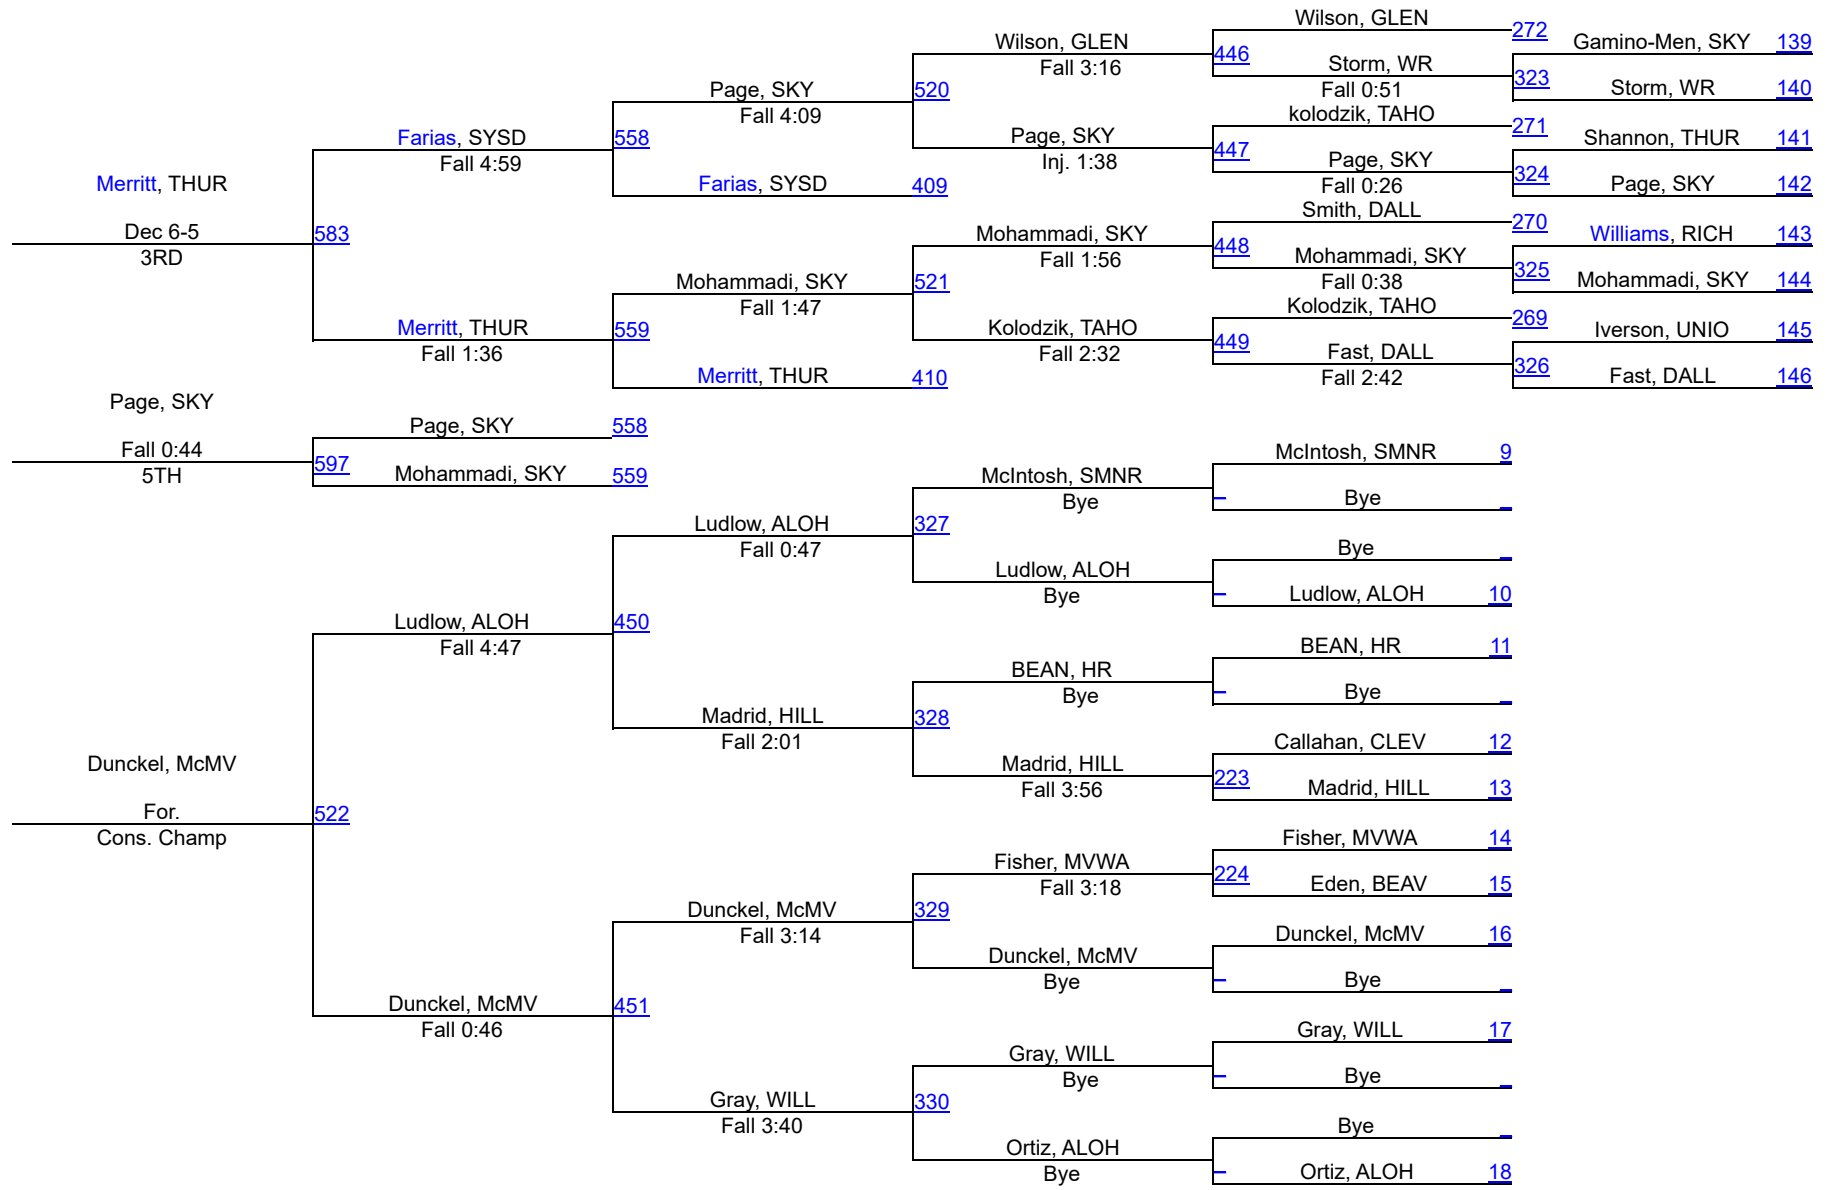 Wilson, GLEN 272
Gamino-Men, SKY 139
Wilson, GLEN 446
Fall 3:16
Storm, WR 323
Fall 0:51
Storm, WR 140
Page, SKY 520
Fall 4:09
kolodzik, TAHO 271
Shannon, THUR 141
Page, SKY 447
Inj. 1:38
Page, SKY 324
Fall 0:26
Page, SKY 142
Farias, SYSD 558
Fall 4:59
Farias, SYSD 409
Merritt, THUR
Dec 6-5 583
3RD
Smith, DALL 270
Williams, RICH 143
Mohammadi, SKY 448
Fall 1:56
Mohammadi, SKY 325
Fall 0:38
Mohammadi, SKY 144
Mohammadi, SKY 521
Fall 1:47
Kolodzik, TAHO 269
Iverson, UNIO 145
Kolodzik, TAHO 449
Fall 2:32
Fast, DALL 326
Fall 2:42
Fast, DALL 146
Merritt, THUR 559
Fall 1:36
Merritt, THUR 410
Page, SKY
Fall 0:44 597
5TH
Page, SKY 558
Mohammadi, SKY 559
McIntosh, SMNR 9
McIntosh, SMNR
Bye
Bye
Ludlow, ALOH 327
Fall 0:47
Bye
Ludlow, ALOH
Bye
Ludlow, ALOH 10
Ludlow, ALOH 450
Fall 4:47
BEAN, HR 11
BEAN, HR
Bye
Bye
Madrid, HILL 328
Fall 2:01
Callahan, CLEV 12
Madrid, HILL 223
Fall 3:56
Madrid, HILL 13
Dunckel, McMV
For. 522
Cons. Champ
Fisher, MVWA 14
Fisher, MVWA 224
Fall 3:18
Eden, BEAV 15
Dunckel, McMV 329
Fall 3:14
Dunckel, McMV 16
Dunckel, McMV
Bye
Bye
Dunckel, McMV 451
Fall 0:46
Gray, WILL 17
Gray, WILL
Bye
Bye
Gray, WILL 330
Fall 3:40
Bye
Ortiz, ALOH
Bye
Ortiz, ALOH 18